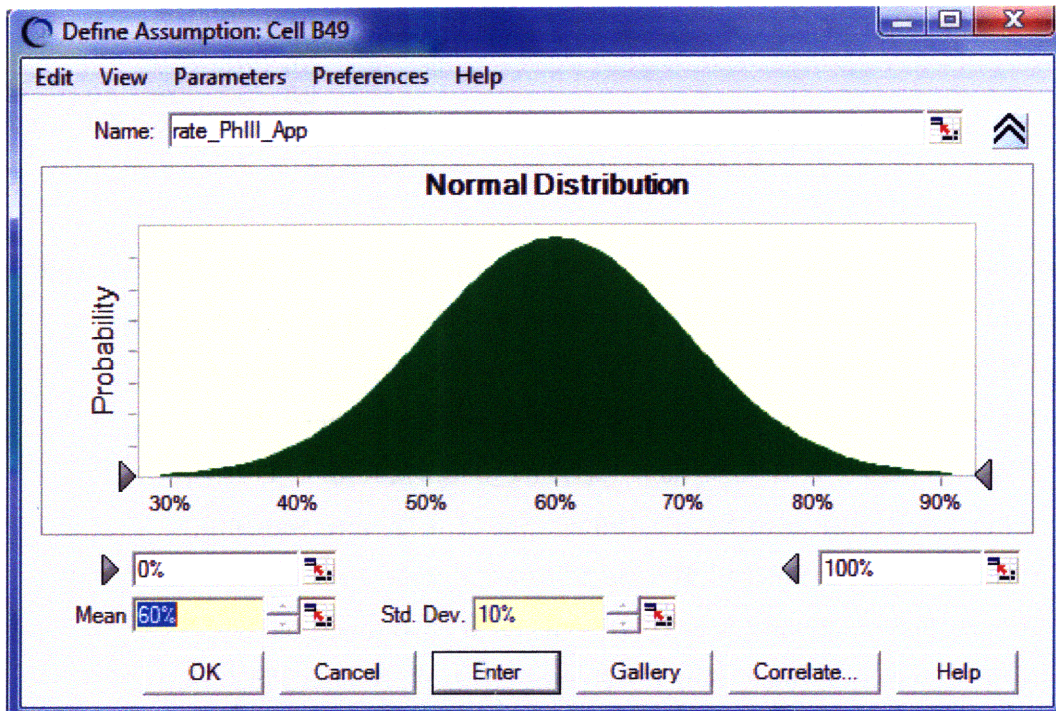 Define Assumption: Cell B49
Edit View Parameters Preferences Help
Name: rate_PhIII_App
Normal Distribution
Probability
30% 40% 50% 60% 70% 80% 90%
0% 100%
Mean 60% Std. Dev. 10%
OK Cancel Enter Gallery Correlate... Help